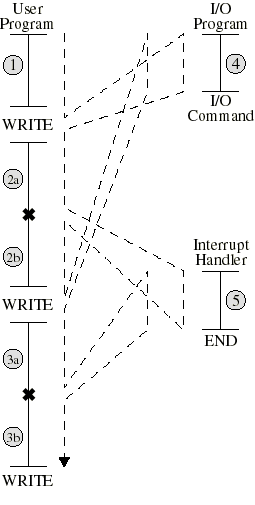 User
Program
1
WRITE
2a
2b
WRITE
3a
3b
WRITE
I/O
Program
4
I/O
Command
Interrupt
Handler
5
END